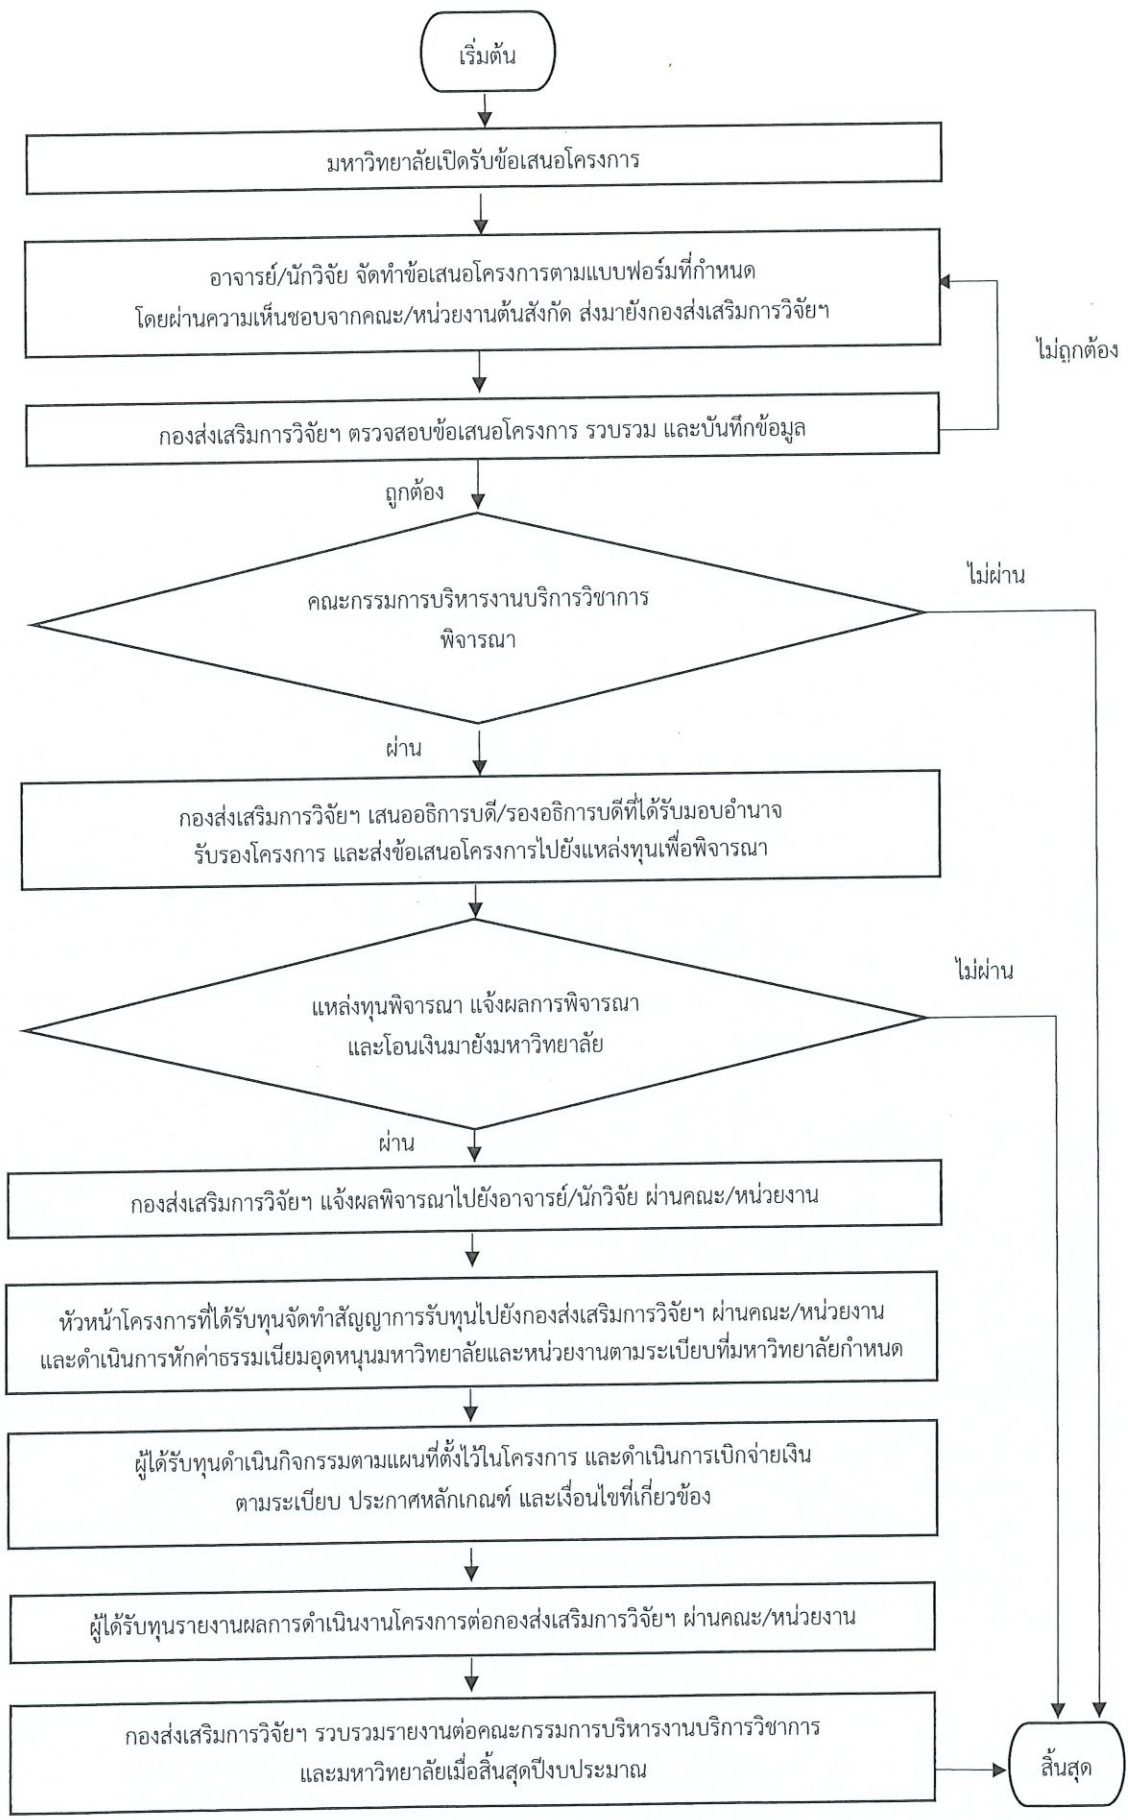 เริ่มต้น
มหาวิทยาลัยเปิดรับข้อเสนอโครงการ
อาจารย์/นักวิจัย จัดทำข้อเสนอโครงการตามแบบฟอร์มที่กำหนด
โดยผ่านความเห็นชอบจากคณะ/หน่วยงานต้นสังกัด ส่งมายังกองส่งเสริมการวิจัยฯ
ไม่ถูกต้อง
กองส่งเสริมการวิจัยฯ ตรวจสอบข้อเสนอโครงการ รวบรวม และบันทึกข้อมูล
ถูกต้อง
คณะกรรมการบริหารงานบริการวิชาการ
พิจารณา
ไม่ผ่าน
ผ่าน
กองส่งเสริมการวิจัยฯ เสนออธิการบดี/รองอธิการบดีที่ได้รับมอบอำนาจ
รับรองโครงการ และส่งข้อเสนอโครงการไปยังแหล่งทุนเพื่อพิจารณา
ไม่ผ่าน
แหล่งทุนพิจารณา แจ้งผลการพิจารณา
และโอนเงินมายังมหาวิทยาลัย
ผ่าน
กองส่งเสริมการวิจัยฯ แจ้งผลพิจารณาไปยังอาจารย์/นักวิจัย ผ่านคณะ/หน่วยงาน
หัวหน้าโครงการที่ได้รับทุนจัดทำสัญญาการรับทุนไปยังกองส่งเสริมการวิจัยฯ ผ่านคณะ/หน่วยงาน
และดำเนินการหักค่าธรรมเนียมอุดหนุนมหาวิทยาลัยและหน่วยงานตามระเบียบที่มหาวิทยาลัยกำหนด
ผู้ได้รับทุนดำเนินกิจกรรมตามแผนที่ตั้งไว้ในโครงการ และดำเนินการเบิกจ่ายเงิน
ตามระเบียบ ประกาศหลักเกณฑ์ และเงื่อนไขที่เกี่ยวข้อง
ผู้ได้รับทุนรายงานผลการดำเนินงานโครงการต่อกองส่งเสริมการวิจัยฯ ผ่านคณะ/หน่วยงาน
กองส่งเสริมการวิจัยฯ รวบรวมรายงานต่อคณะกรรมการบริหารงานบริการวิชาการ
และมหาวิทยาลัยเมื่อสิ้นสุดปีงบประมาณ
สิ้นสุด